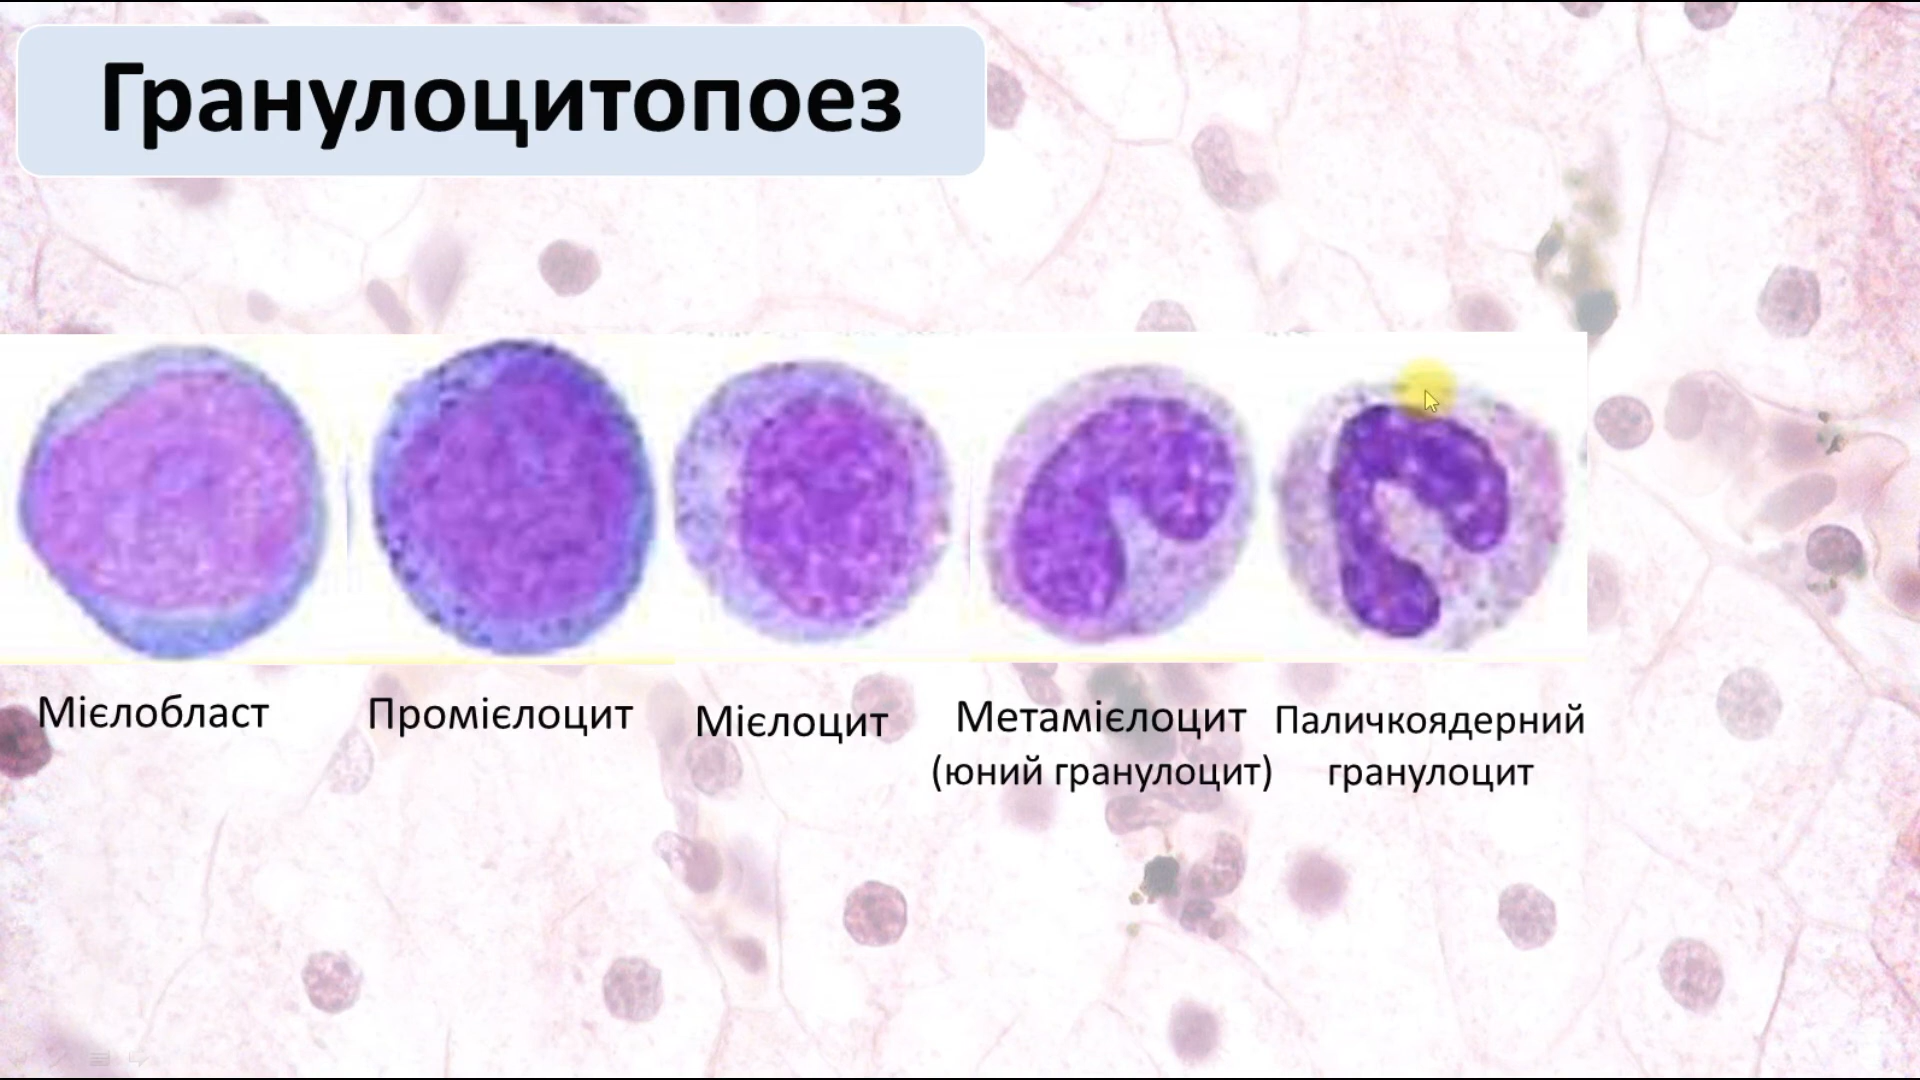 Гранулоцитопоез
Мієлобласт
Промієлоцит
Мієлоцит
Метамієлоцит
(юний гранулоцит)
Паличкоядерний
гранулоцит